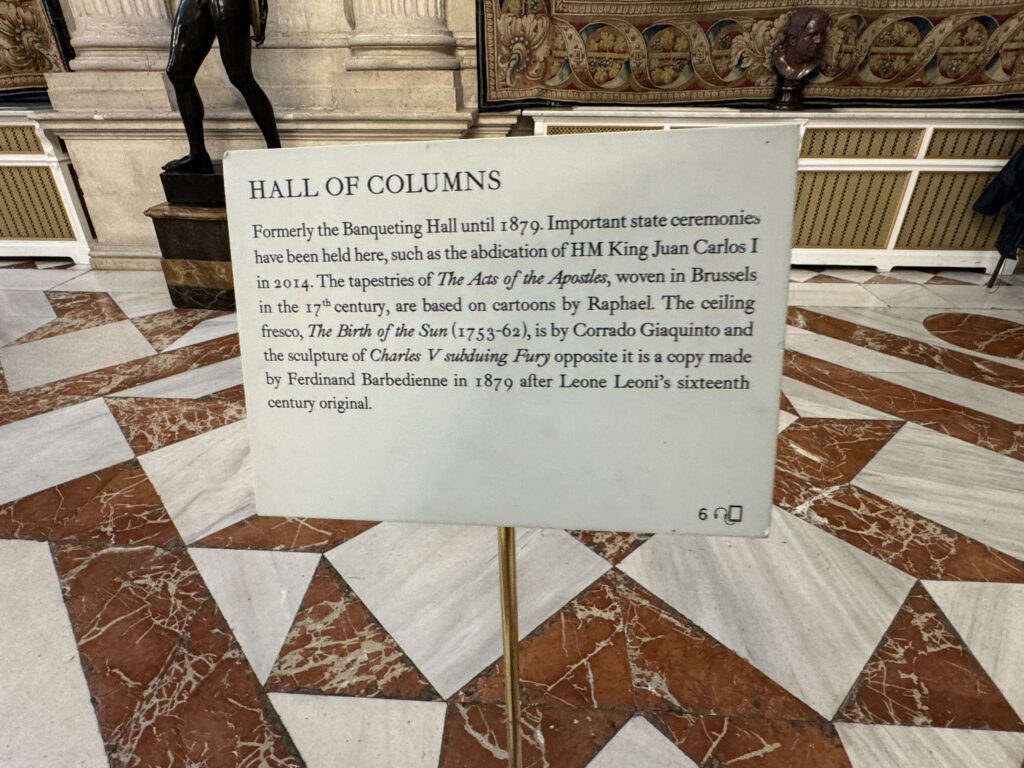 HALL OF COLUMNS
Formerly the Banqueting Hall until 1879. Important state ceremonies
have been held here, such as the abdication of HM King Juan Carlos I
in 2014. The tapestries of The Acts of the Apostles, woven in Brussels
in the 17th century, are based on cartoons by Raphael. The ceiling
fresco, The Birth of the Sun (1753-62), is by Corrado Giaquinto and
the sculpture of Charles V subduing Fury opposite it is a copy made
by Ferdinand Barbedienne in 1879 after Leone Leoni's sixteenth
century original.
6